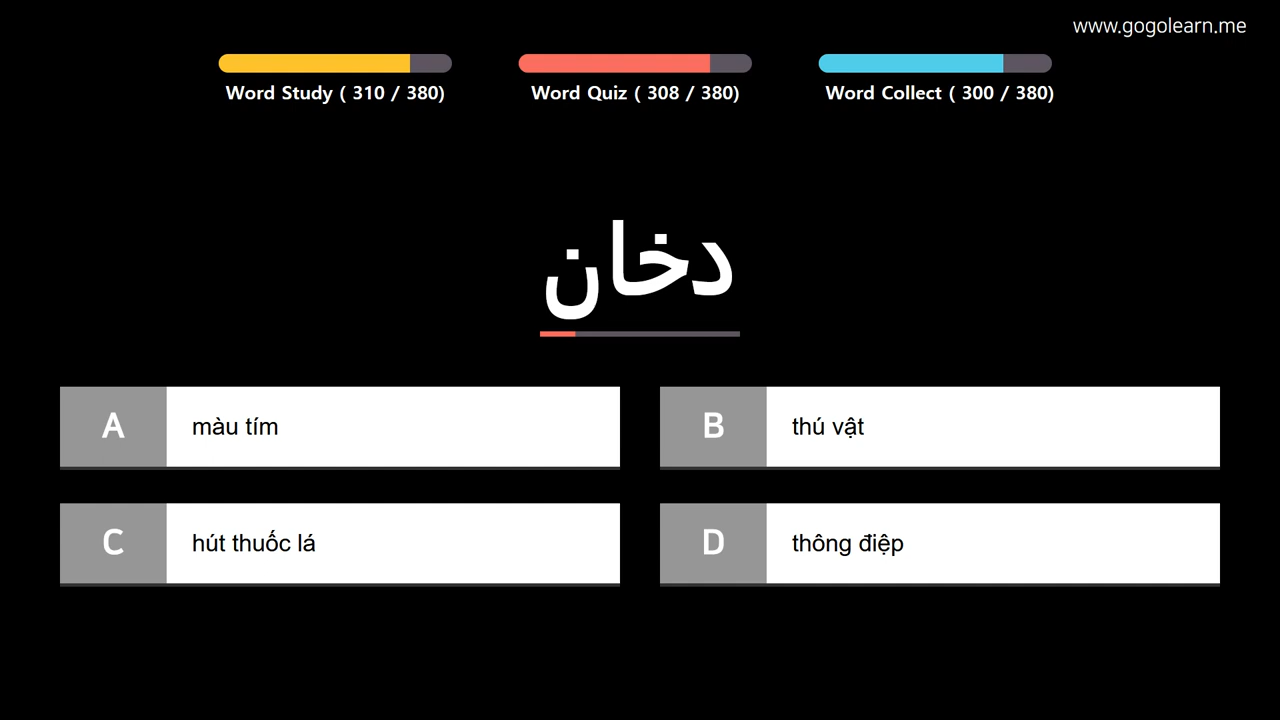 www.gogolearn.me
Word Study ( 310 / 380)
Word Quiz ( 308 / 380)
Word Collect ( 300 / 380)
دخان
A
màu tím
B
thú vật
C
hút thuốc lá
D
thông điệp